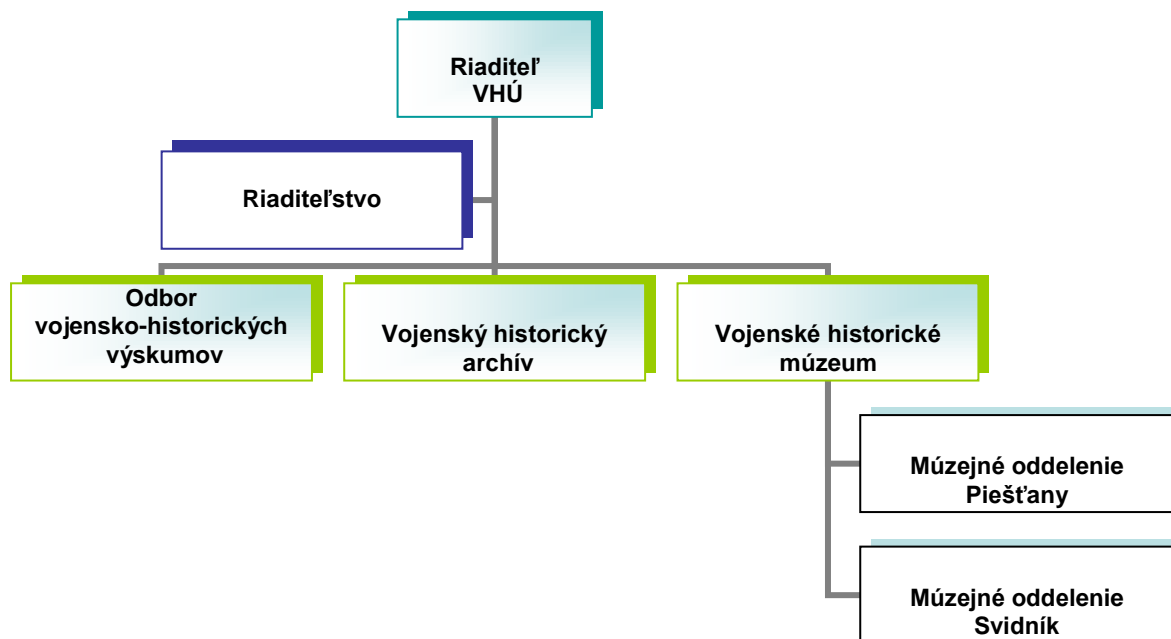 Riaditeľ
VHÚ
Riaditeľstvo
Odbor
vojensko-historických
výskumov
Vojenský historický
archív
Vojenské historické
múzeum
Múzejné oddelenie
Piešťany
Múzejné oddelenie
Svidník